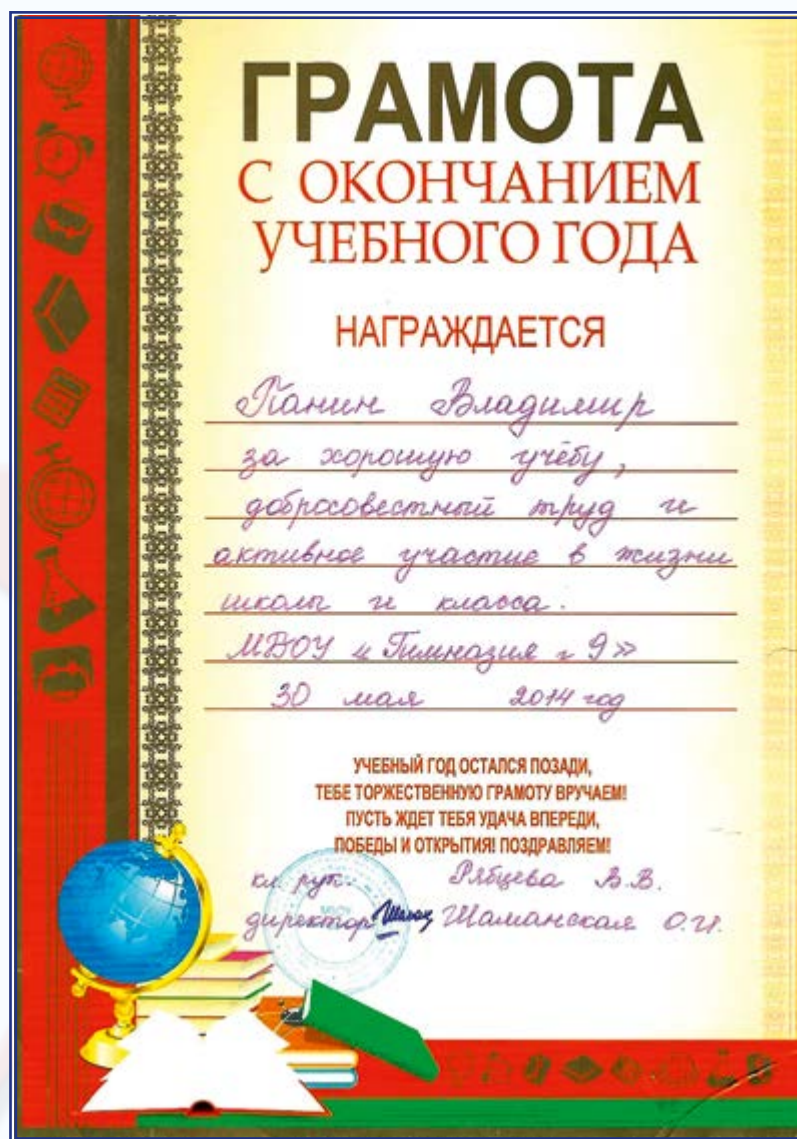 ГРАМОТА
С ОКОНЧАНИЕМ
УЧЕБНОГО ГОДА
НАГРАЖДАЕТСЯ
Панин Владимир
за хорошую учёбу,
добросовестный труд и
активное участие в жизни
школы и класса.
МБОУ «Гимназия № 9»
30 мая 2014 год
УЧЕБНЫЙ ГОД ОСТАЛСЯ ПОЗАДИ,
ТЕБЕ ТОРЖЕСТВЕННУЮ ГРАМОТУ ВРУЧАЕМ!
ПУСТЬ ЖДЕТ ТЕБЯ УДАЧА ВПЕРЕДИ,
ПОБЕДЫ И ОТКРЫТИЯ! ПОЗДРАВЛЯЕМ!
кл. рук. Рябцева В.В.
директор Шаманская О.И.